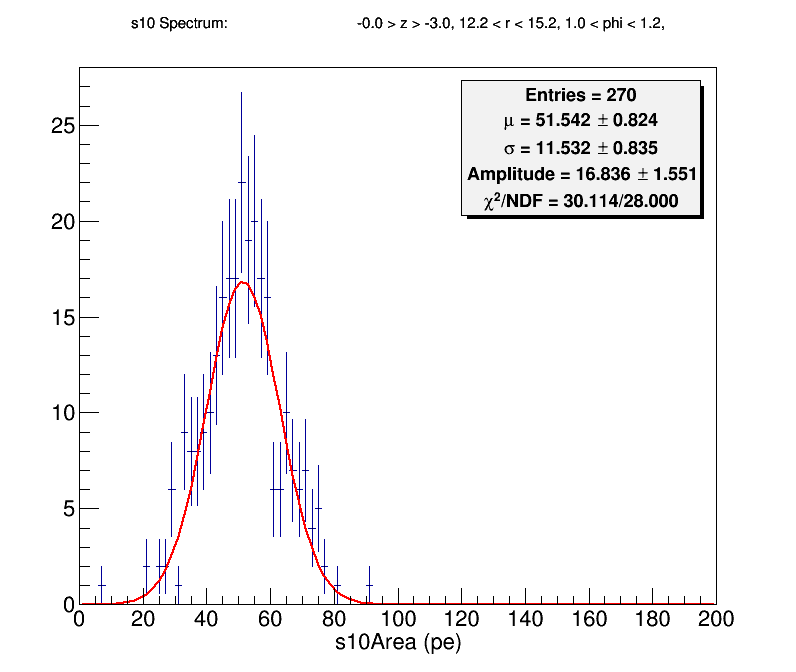 s10 Spectrum: -0.0 > z > -3.0, 12.2 < r < 15.2, 1.0 < phi < 1.2,
Entries = 270
μ = 51.542 ± 0.824
σ = 11.532 ± 0.835
Amplitude = 16.836 ± 1.551
χ²/NDF = 30.114/28.000
25
20
15
10
5
0
0 20 40 60 80 100 120 140 160 180 200
s10Area (pe)